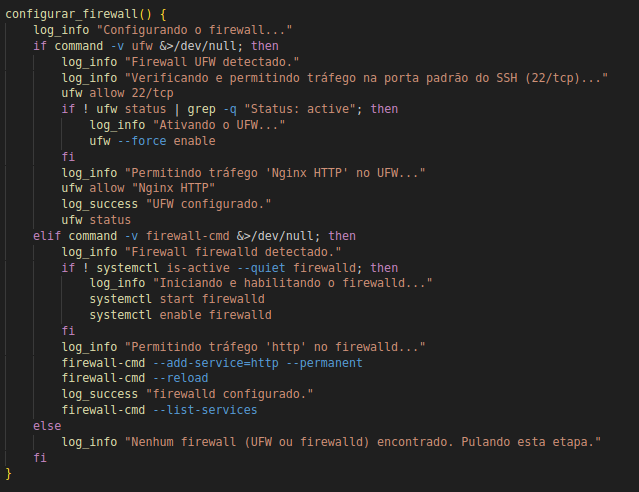 configurar_firewall() {
    log_info "Configurando o firewall..."
    if command -v ufw &>/dev/null; then
        log_info "Firewall UFW detectado."
        log_info "Verificando e permitindo tráfego na porta padrão do SSH (22/tcp)..."
        ufw allow 22/tcp
        if ! ufw status | grep -q "Status: active"; then
            log_info "Ativando o UFW..."
            ufw --force enable
        fi
        log_info "Permitindo tráfego 'Nginx HTTP' no UFW..."
        ufw allow "Nginx HTTP"
        log_success "UFW configurado."
        ufw status
    elif command -v firewall-cmd &>/dev/null; then
        log_info "Firewall firewalld detectado."
        if ! systemctl is-active --quiet firewalld; then
            log_info "Iniciando e habilitando o firewalld..."
            systemctl start firewalld
            systemctl enable firewalld
        fi
        log_info "Permitindo tráfego 'http' no firewalld..."
        firewall-cmd --add-service=http --permanent
        firewall-cmd --reload
        log_success "firewalld configurado."
        firewall-cmd --list-services
    else
        log_info "Nenhum firewall (UFW ou firewalld) encontrado. Pulando esta etapa."
    fi
}